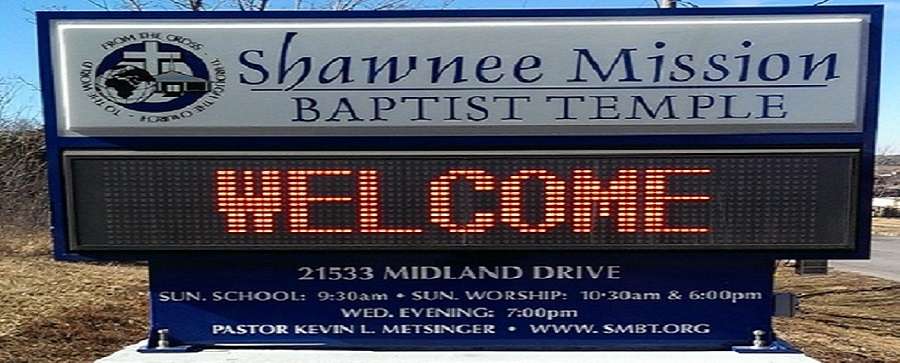 FROM THE CROSS - THROUGH THE CHURCH - TO THE WORLD
Shawnee Mission
BAPTIST TEMPLE
WELCOME
21533 MIDLAND DRIVE
SUN. SCHOOL: 9:30am • SUN. WORSHIP: 10:30am & 6:00pm
WED. EVENING: 7:00pm
PASTOR KEVIN L. METSINGER • WWW. SMBT.ORG